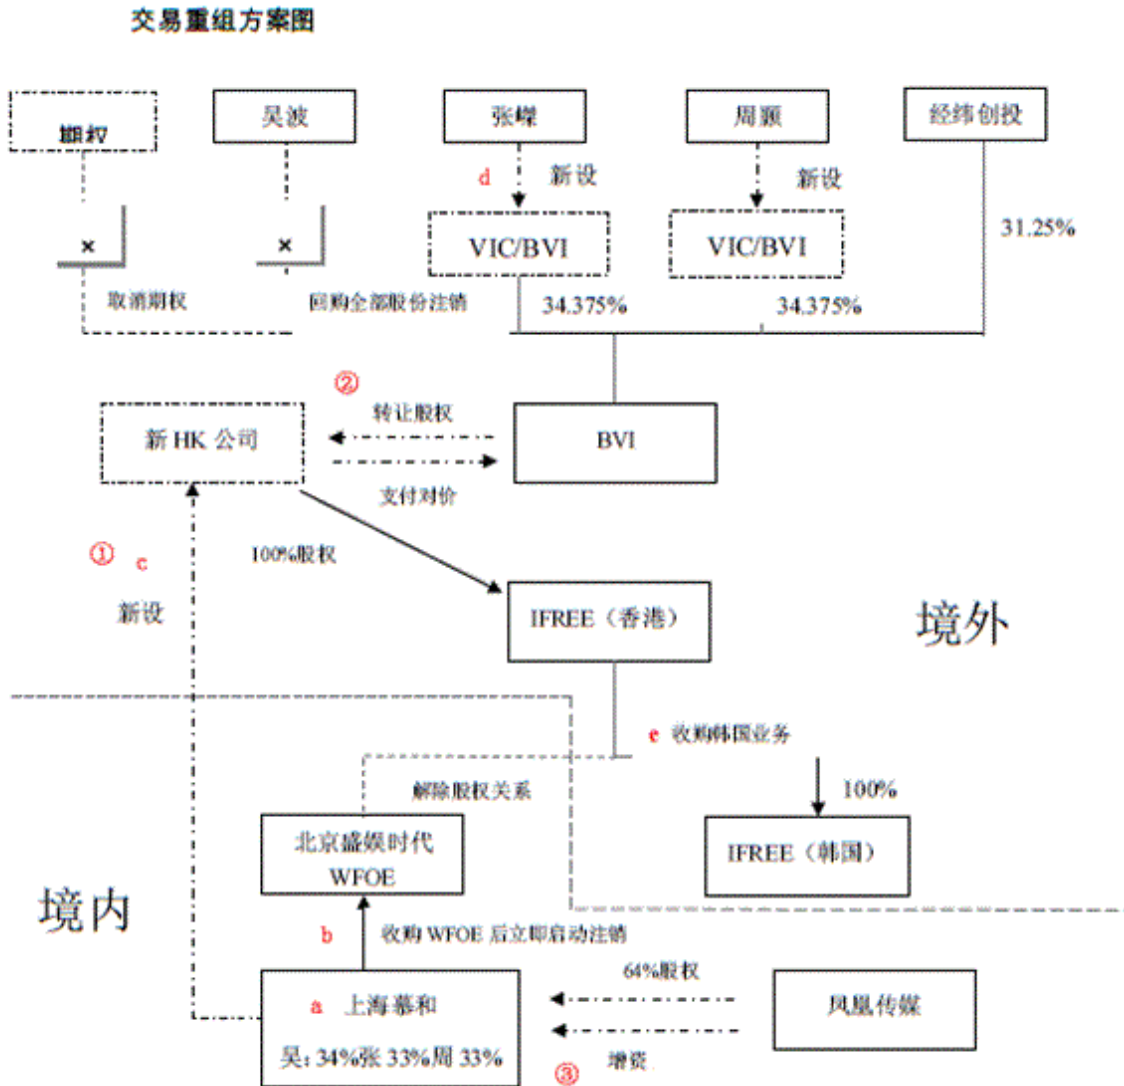 交易重组方案图
期权
吴波
张嵘
周颖
经纬创投
d
新设
新设
VIC/BVI
VIC/BVI
31.25%
×
×
取消期权
回购全部股份注销
34.375%
34.375%
②
转让股权
新 HK 公司
BVI
支付对价
① c
100%股权
新设
IFREE（香港）
境外
e 收购韩国业务
解除股权关系
100%
北京盛娱时代
WFOE
IFREE（韩国）
境内
b
收购 WFOE 后立即启动注销
64%股权
a 上海慕和
凤凰传媒
吴：34%张 33%周 33%
增资
③